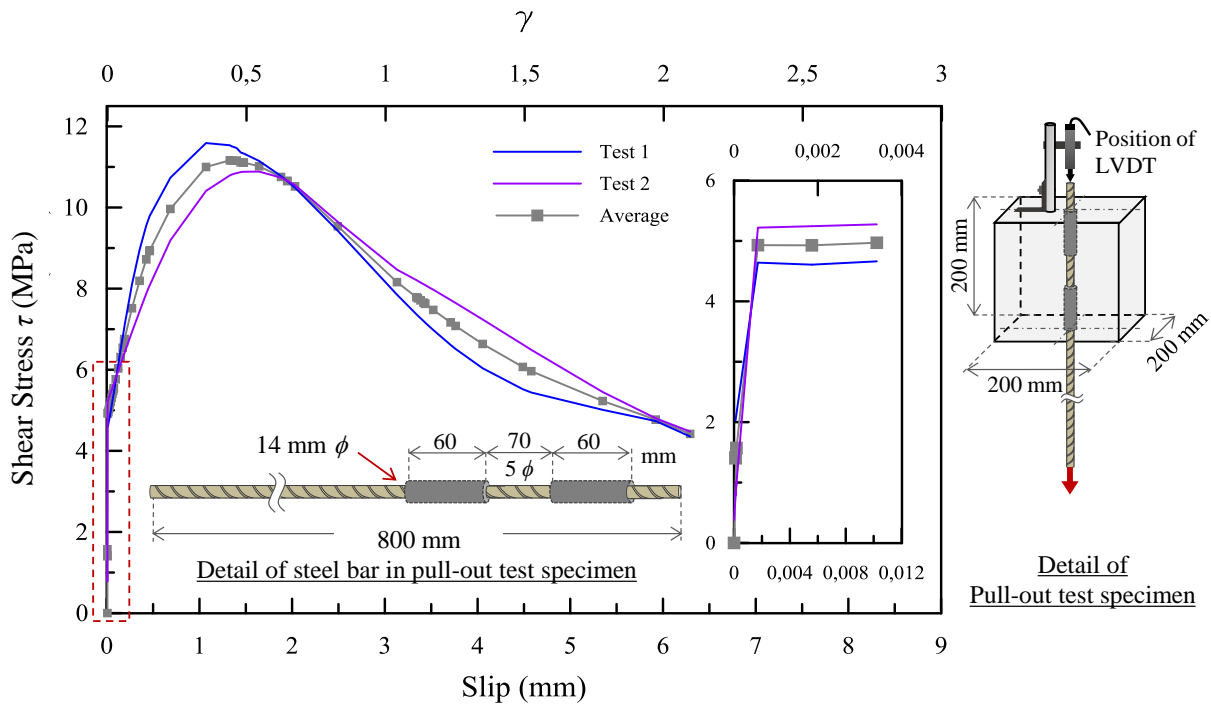 γ
0 0,5 1 1,5 2 2,5 3
Shear Stress τ (MPa)
12
10
8
6
4
2
0
Test 1
Test 2
Average
0 0,002 0,004
6
4
2
0
0 0,004 0,008 0,012
14 mm ϕ
60 70 60 mm
5 ϕ
800 mm
Detail of steel bar in pull-out test specimen
0 1 2 3 4 5 6 7 8 9
Slip (mm)
Position of
LVDT
200 mm
200 mm
200 mm
Detail of
Pull-out test specimen